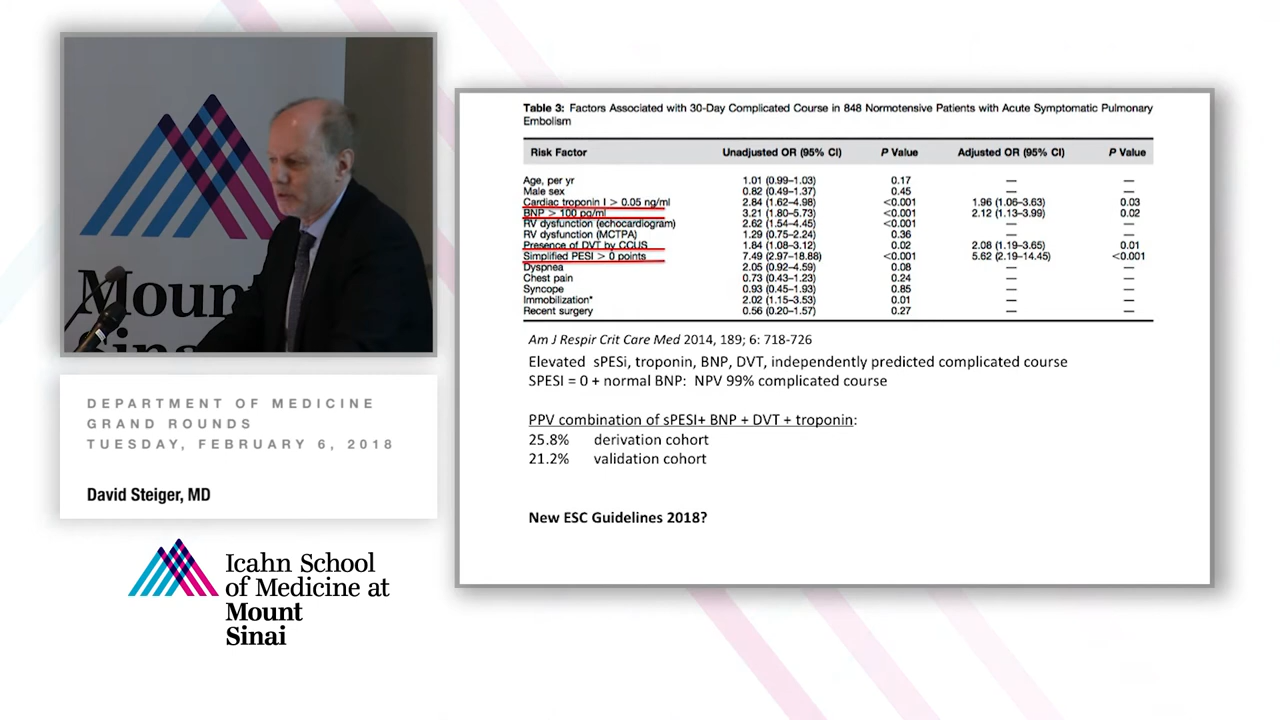 Mount
Sinai
DEPARTMENT OF MEDICINE
GRAND ROUNDS
TUESDAY, FEBRUARY 6, 2018
David Steiger, MD
Icahn School
of Medicine at
Mount
Sinai
Table 3: Factors Associated with 30-Day Complicated Course in 848 Normotensive Patients with Acute Symptomatic Pulmonary
Embolism
Risk Factor Unadjusted OR (95% CI) P Value Adjusted OR (95% CI) P Value
Age, per yr 1.01 (0.99–1.03) 0.17 — —
Male sex 0.82 (0.49–1.37) 0.45 — —
Cardiac troponin I > 0.05 ng/ml 2.84 (1.62–4.98) <0.001 1.96 (1.06–3.63) 0.03
BNP > 100 pg/ml 3.21 (1.80–5.73) <0.001 2.12 (1.13–3.99) 0.02
RV dysfunction (echocardiogram) 2.62 (1.54–4.45) <0.001 — —
RV dysfunction (MCTPA) 1.29 (0.75–2.24) 0.36 — —
Presence of DVT by CCUS 1.84 (1.08–3.12) 0.02 2.08 (1.19–3.65) 0.01
Simplified PESI > 0 points 7.49 (2.97–18.88) <0.001 5.62 (2.19–14.45) <0.001
Dyspnea 2.05 (0.92–4.59) 0.08 — —
Chest pain 0.73 (0.43–1.23) 0.24 — —
Syncope 0.93 (0.45–1.93) 0.85 — —
Immobilization* 2.02 (1.15–3.53) 0.01 — —
Recent surgery 0.56 (0.20–1.57) 0.27 — —
Am J Respir Crit Care Med 2014, 189; 6: 718-726
Elevated sPESi, troponin, BNP, DVT, independently predicted complicated course
SPESI = 0 + normal BNP: NPV 99% complicated course
PPV combination of sPESI+ BNP + DVT + troponin:
25.8% derivation cohort
21.2% validation cohort
New ESC Guidelines 2018?